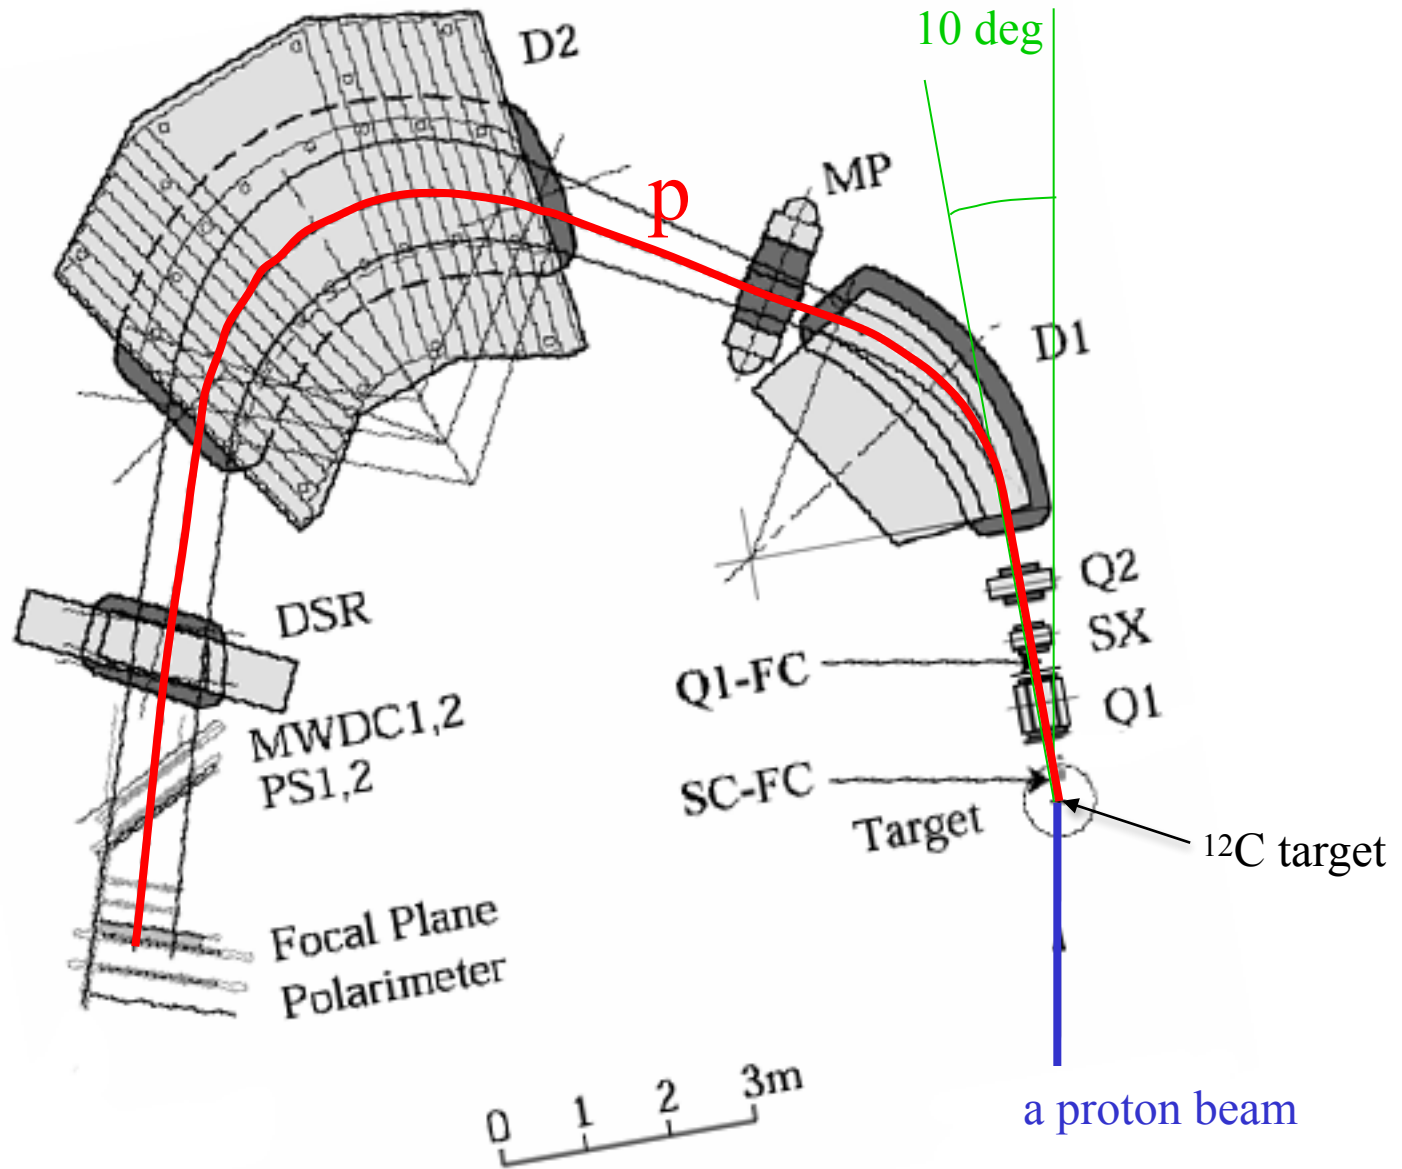 10 deg
D2
MP
p
D1
Q2
DSR
SX
Q1-FC
Q1
MWDC1,2
PS1,2
SC-FC
Target
¹²C target
Focal Plane
Polarimeter
0 1 2 3m
a proton beam